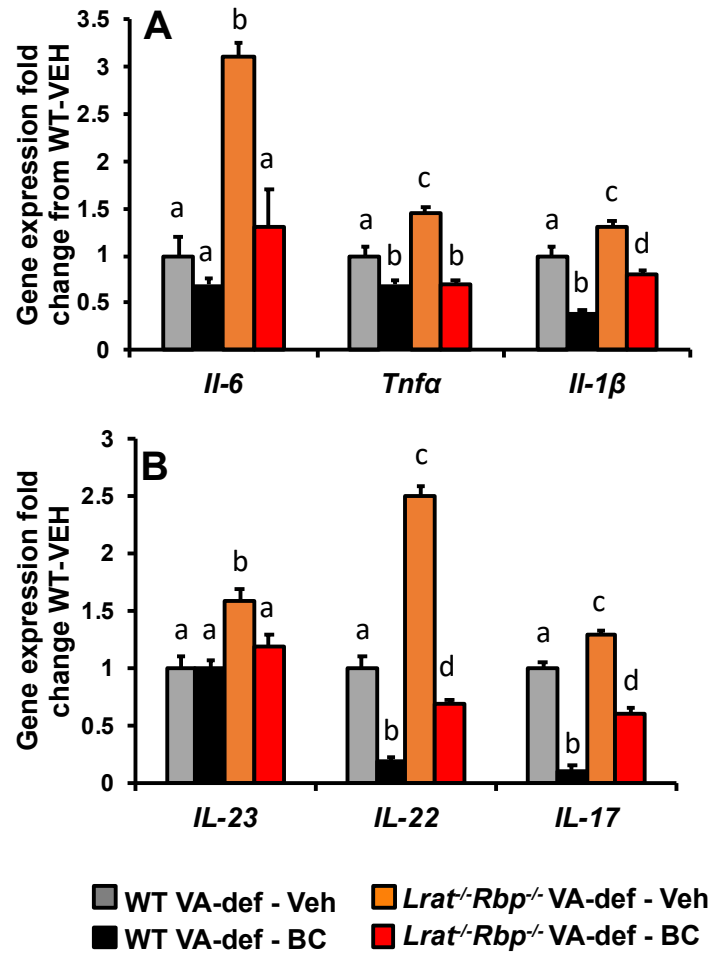 A
Gene expression fold
change from WT-VEH
3.5
3
2.5
2
1.5
1
0.5
0
a
a
b
a
a
b
c
b
a
b
c
d
Il-6
Tnfα
Il-1β
B
Gene expression fold
change WT-VEH
3
2.5
2
1.5
1
0.5
0
a
a
b
a
a
b
c
d
a
b
c
d
IL-23
IL-22
IL-17
WT VA-def - Veh
Lrat-/-Rbp-/- VA-def - Veh
WT VA-def - BC
Lrat-/-Rbp-/- VA-def - BC